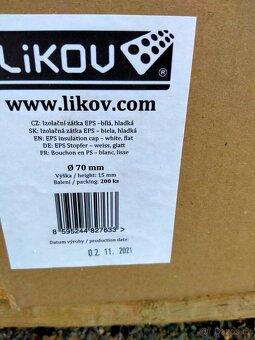 LiKOV
®
www.likov.com
CZ: Izolační zátka EPS –bílá, hladká
SK: Izolačná zátka EPS – biela, hladká
EN: EPS insulation cap – white, flat
DE: EPS Stopfer – weiss, glatt
FR: Bouchon en PS – blanc, lisse
Ø 70 mm
Výška / height: 15 mm
Balení / packing: 200 ks
8 595244 827633 >
Datum výroby / production date:
02. 11. 2021